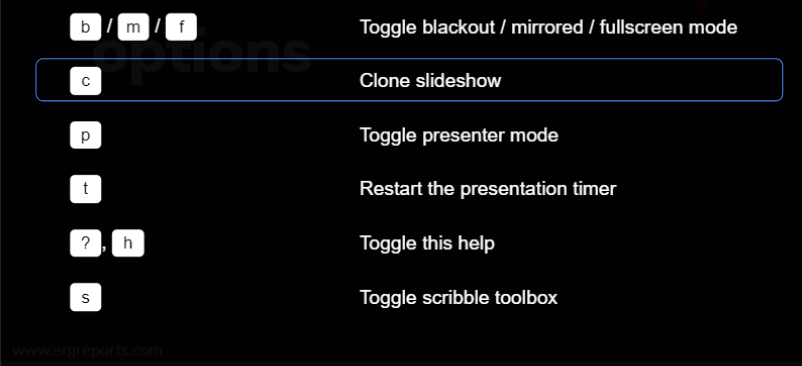 b / m / f Toggle blackout / mirrored / fullscreen mode
options
c Clone slideshow
p Toggle presenter mode
t Restart the presentation timer
?, h Toggle this help
s Toggle scribble toolbox
www.ergreports.com